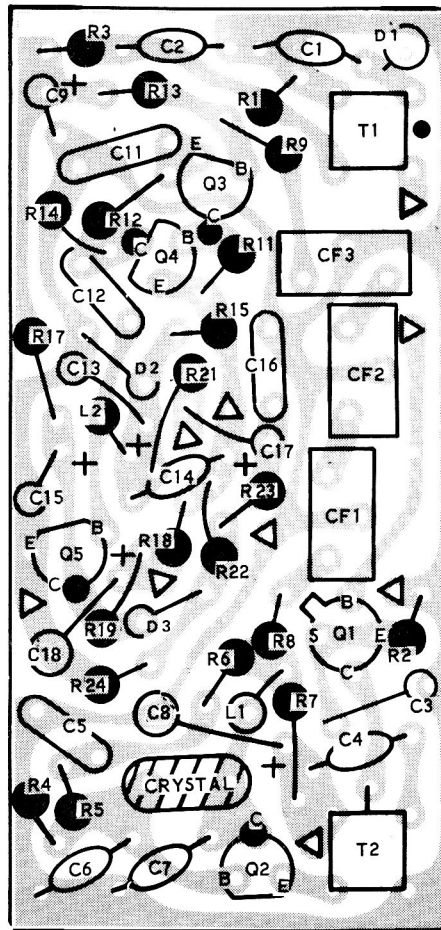 R3
C2
C1
D1
C9
R13
R1
T1
R9
C11
E
B
Q3
C
R14
R12
C
B
Q4
E
R11
CF3
C12
R15
R17
C13
D2
R21
C16
CF2
L2
C17
C14
C15
R23
CF1
E
B
Q5
C
R18
R22
R19
D3
C18
R8
B
S
Q1
E
C
R2
R6
R24
C8
L1
R7
C3
C5
C4
CRYSTAL
R4
R5
C
T2
C6
C7
Q2
B
E